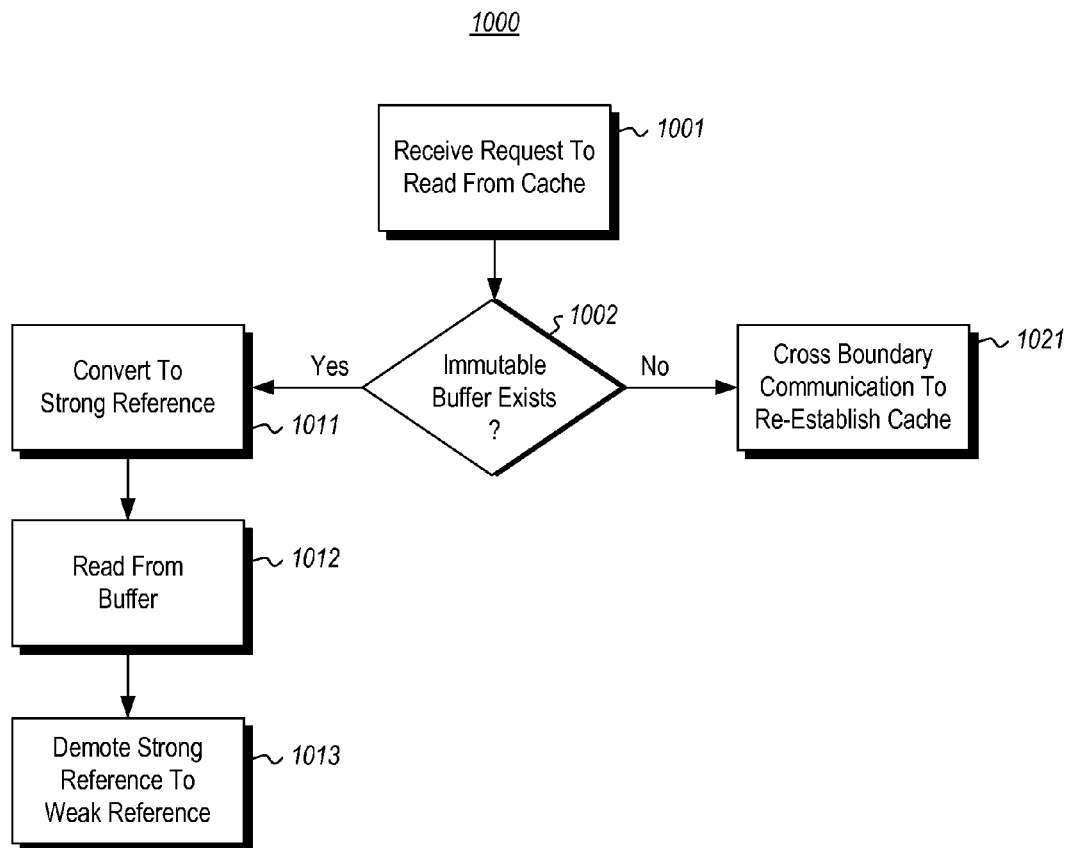 1000
Receive Request To
Read From Cache
1001
Immutable
Buffer Exists
?
1002
Yes
No
Convert To
Strong Reference
1011
Cross Boundary
Communication To
Re-Establish Cache
1021
Read From
Buffer
1012
Demote Strong
Reference To
Weak Reference
1013